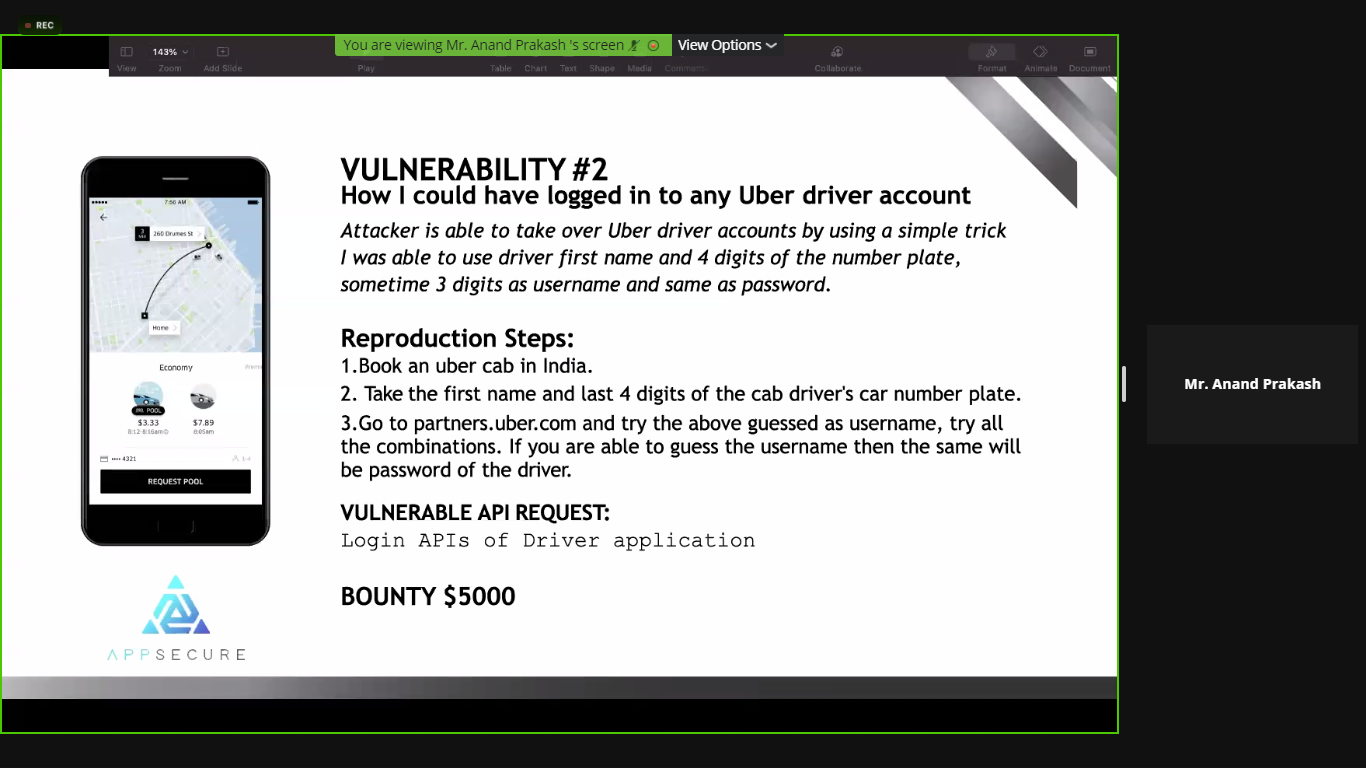 REC
You are viewing Mr. Anand Prakash 's screen
View Options
143%
View
Zoom
Add Slide
Play
Table
Chart
Text
Shape
Media
Comment
Collaborate
Format
Animate
Document
VULNERABILITY #2
How I could have logged in to any Uber driver account
Attacker is able to take over Uber driver accounts by using a simple trick
I was able to use driver first name and 4 digits of the number plate,
sometime 3 digits as username and same as password.
Reproduction Steps:
1.Book an uber cab in India.
2. Take the first name and last 4 digits of the cab driver's car number plate.
3.Go to partners.uber.com and try the above guessed as username, try all
the combinations. If you are able to guess the username then the same will
be password of the driver.
VULNERABLE API REQUEST:
Login APIs of Driver application
BOUNTY $5000
7:56 AM
3
MIN
260 Drumes St
Home
Economy
POOL
$3.33
$7.89
8:12-8:16am
8:05am
•••• 4321
1-4
REQUEST POOL
APPSECURE
Mr. Anand Prakash